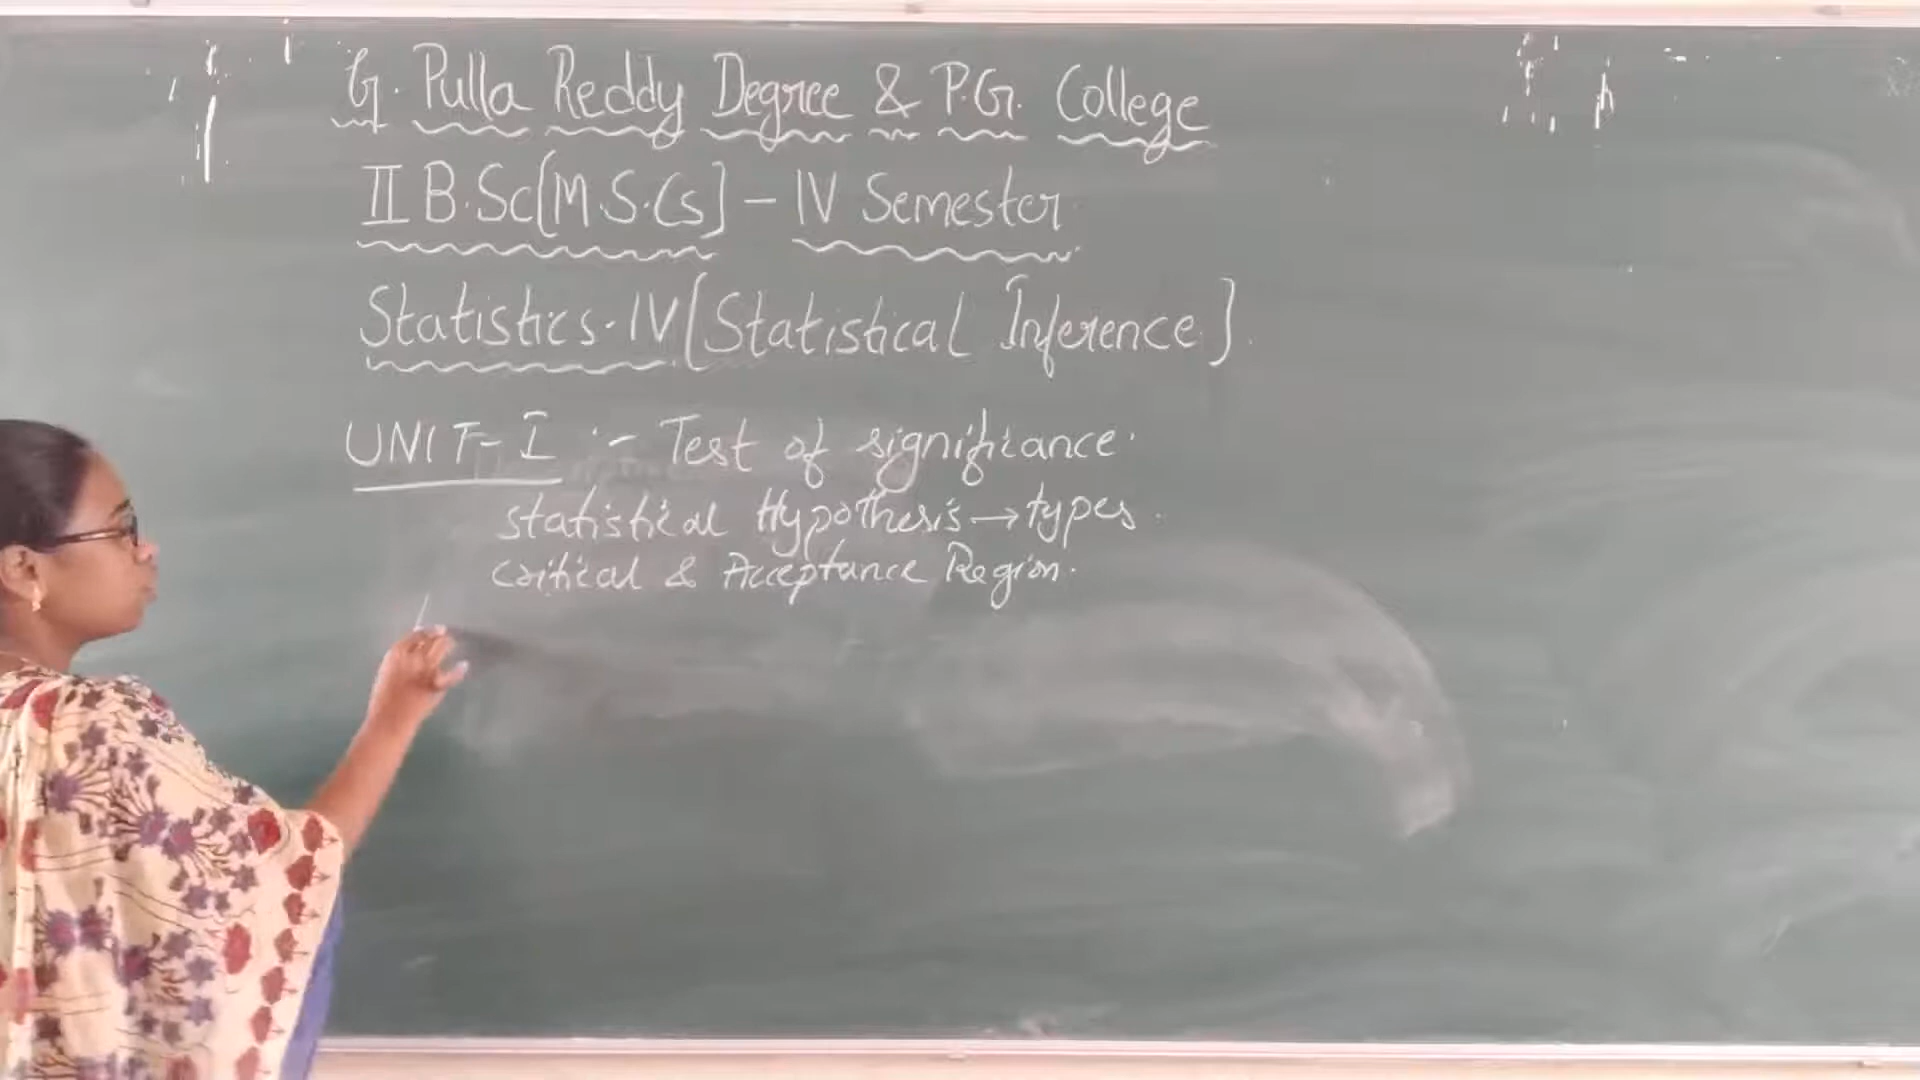 G. Pulla Reddy Degree & P.G. College
II B.Sc[M.S.Cs] - IV Semester
Statistics-IV [Statistical Inference].
UNIT-I :- Test of significance.
statistical Hypothesis → types.
critical & Acceptance Region.